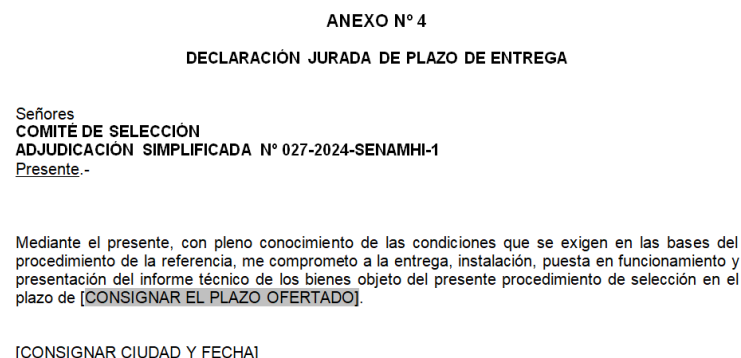 ANEXO Nº 4
DECLARACIÓN JURADA DE PLAZO DE ENTREGA
Señores
COMITÉ DE SELECCIÓN
ADJUDICACIÓN SIMPLIFICADA Nº 027-2024-SENAMHI-1
Presente.-
Mediante el presente, con pleno conocimiento de las condiciones que se exigen en las bases del
procedimiento de la referencia, me comprometo a la entrega, instalación, puesta en funcionamiento y
presentación del informe técnico de los bienes objeto del presente procedimiento de selección en el
plazo de [CONSIGNAR EL PLAZO OFERTADO].
[CONSIGNAR CIUDAD Y FECHA]